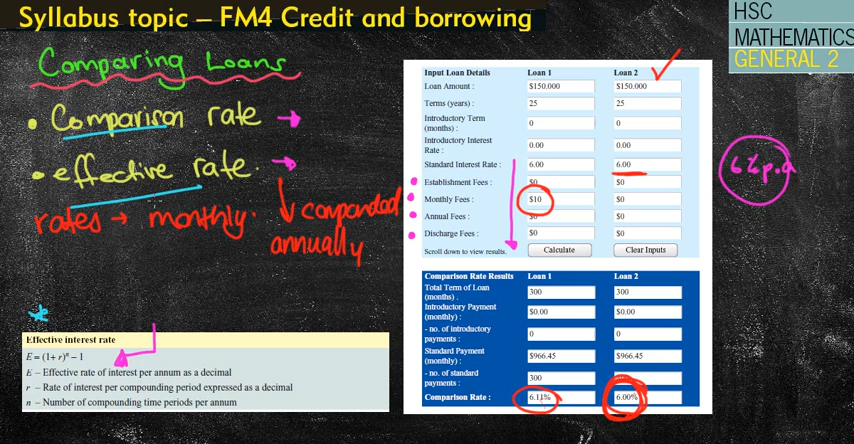 Syllabus topic – FM4 Credit and borrowing
HSC
MATHEMATICS
GENERAL 2
Comparing Loans
• Comparison rate →
• effective rate. →
rates → monthly.
↓ componded
annually
6% p.a
Input Loan Details Loan 1 Loan 2
Loan Amount : $150.000 $150.000
Terms (years) : 25 25
Introductory Term
(months) : 0 0
Introductory Interest
Rate : 0.00 0.00
Standard Interest Rate : 6.00 6.00
Establishment Fees : $0 $0
Monthly Fees : $10 $0
Annual Fees : $0 $0
Discharge Fees : $0 $0
Scroll down to view results. Calculate Clear Inputs
Comparison Rate Results Loan 1 Loan 2
Total Term of Loan
(months) . 300 300
Introductory Payment
(monthly) : $0.00 $0.00
- no. of introductory
payments : 0 0
Standard Payment
(monthly) : $966.45 $966.45
- no. of standard
payments : 300
Comparison Rate : 6.11% 6.00%
Effective interest rate
E = (1+ r)ⁿ – 1
E – Effective rate of interest per annum as a decimal
r – Rate of interest per compounding period expressed as a decimal
n – Number of compounding time periods per annum